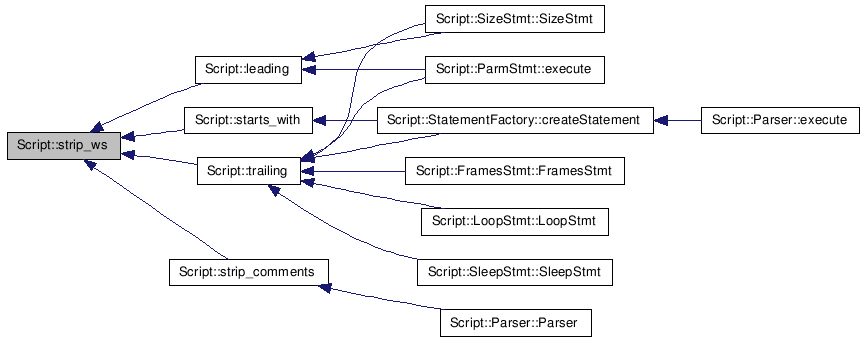 Script::SizeStmt::SizeStmt
Script::leading
Script::ParmStmt::execute
Script::starts_with
Script::StatementFactory::createStatement
Script::Parser::execute
Script::strip_ws
Script::trailing
Script::FramesStmt::FramesStmt
Script::LoopStmt::LoopStmt
Script::strip_comments
Script::SleepStmt::SleepStmt
Script::Parser::Parser